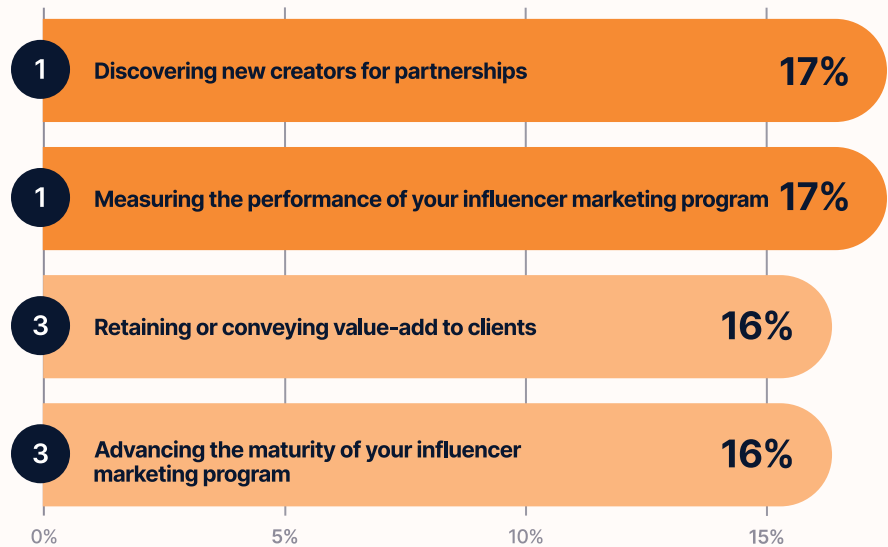 1 Discovering new creators for partnerships 17%
1 Measuring the performance of your influencer marketing program 17%
3 Retaining or conveying value-add to clients 16%
3 Advancing the maturity of your influencer
marketing program 16%
0% 5% 10% 15%